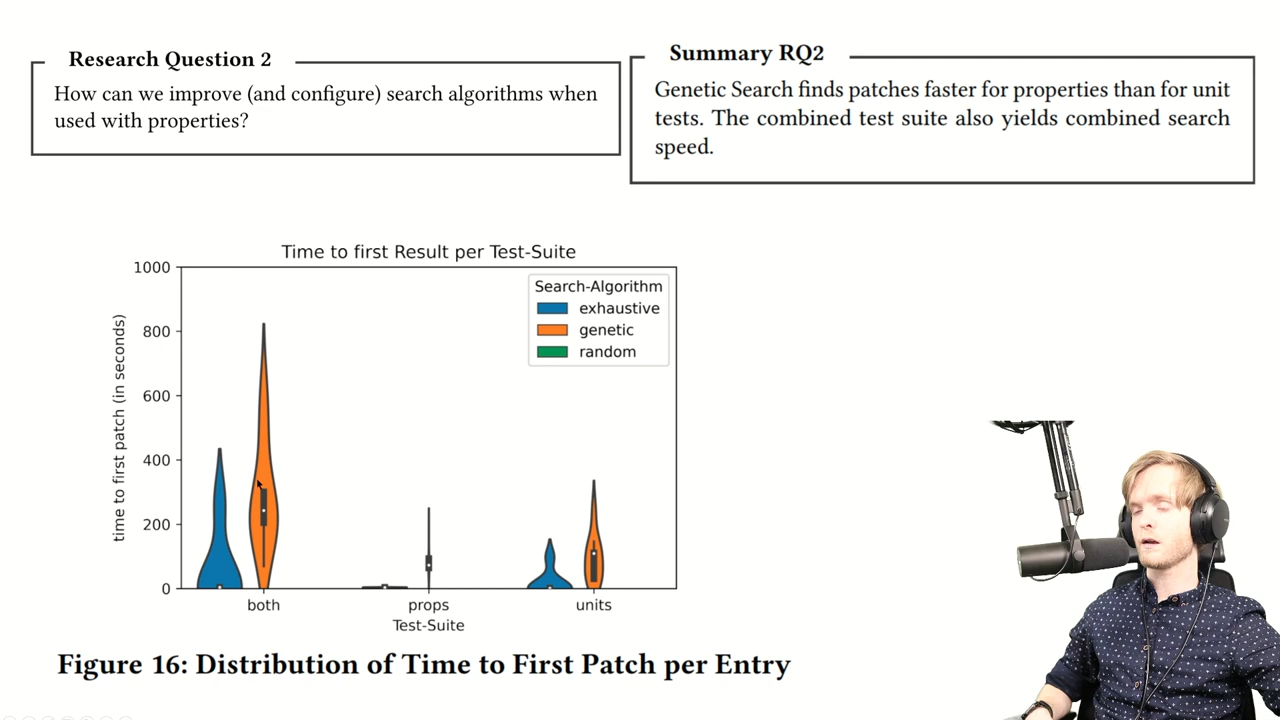 Research Question 2
How can we improve (and configure) search algorithms when
used with properties?
Summary RQ2
Genetic Search finds patches faster for properties than for unit
tests. The combined test suite also yields combined search
speed.
Time to first Result per Test-Suite
Search-Algorithm
exhaustive
genetic
random
time to first patch (in seconds)
1000
800
600
400
200
0
both
props
units
Test-Suite
Figure 16: Distribution of Time to First Patch per Entry